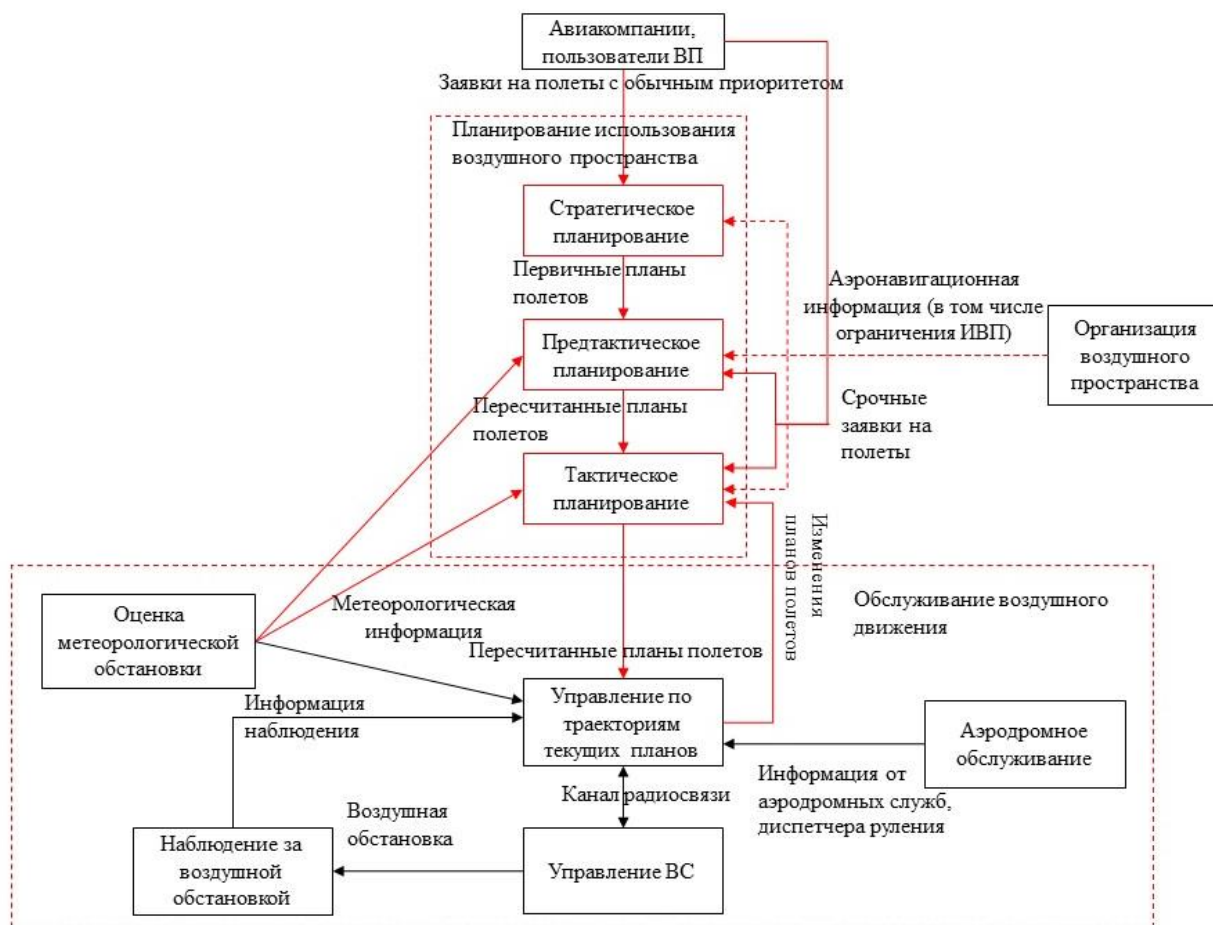 Авиакомпании,
пользователи ВП
Заявки на полеты с обычным приоритетом
Планирование использования
воздушного пространства
Стратегическое
планирование
Первичные планы
полетов
Аэронавигационная
информация (в том числе
ограничения ИВП)
Организация
воздушного
пространства
Предтактическое
планирование
Пересчитанные планы
полетов
Срочные
заявки на
полеты
Тактическое
планирование
Изменения
планов полетов
Оценка
метеорологической
обстановки
Метеорологическая
информация
Обслуживание воздушного
движения
Пересчитанные планы полетов
Информация
наблюдения
Управление по
траекториям
текущих планов
Аэродромное
обслуживание
Информация от
аэродромных служб,
диспетчера руления
Канал радиосвязи
Воздушная
обстановка
Наблюдение за
воздушной
обстановкой
Управление ВС